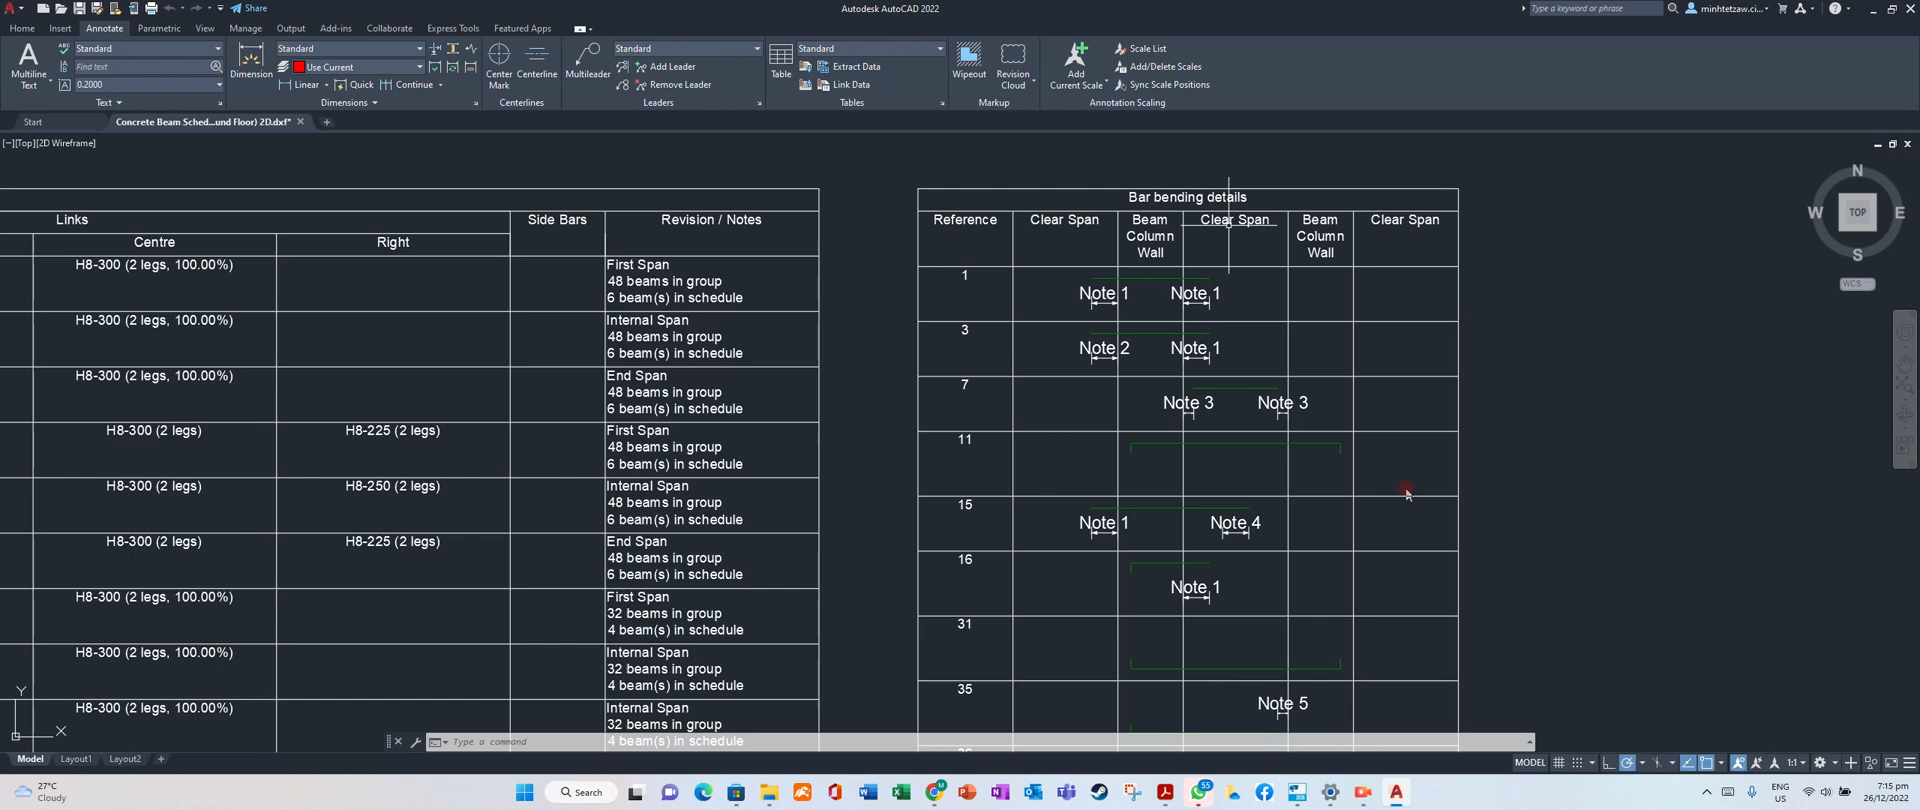 Share
Autodesk AutoCAD 2022
Type a keyword or phrase
minhtetzaw.ci...
Home Insert Annotate Parametric View Manage Output Add-ins Collaborate Express Tools Featured Apps
Multiline Text
Standard
Find text
0.2000
Text
Dimension
Standard
Use Current
Linear Quick Continue
Dimensions
Center Mark
Centerline
Centerlines
Multileader
Standard
Add Leader
Remove Leader
Leaders
Table
Standard
Extract Data
Link Data
Tables
Wipeout
Revision Cloud
Markup
Add Current Scale
Scale List
Add/Delete Scales
Sync Scale Positions
Annotation Scaling
Start
Concrete Beam Sched...und Floor) 2D.dxf*
[−][Top][2D Wireframe]
N
W TOP E
S
WCS
Links Side Bars Revision / Notes
Centre Right
H8-300 (2 legs, 100.00%) First Span
48 beams in group
6 beam(s) in schedule
H8-300 (2 legs, 100.00%) Internal Span
48 beams in group
6 beam(s) in schedule
H8-300 (2 legs, 100.00%) End Span
48 beams in group
6 beam(s) in schedule
H8-300 (2 legs) H8-225 (2 legs) First Span
48 beams in group
6 beam(s) in schedule
H8-300 (2 legs) H8-250 (2 legs) Internal Span
48 beams in group
6 beam(s) in schedule
H8-300 (2 legs) H8-225 (2 legs) End Span
48 beams in group
6 beam(s) in schedule
H8-300 (2 legs, 100.00%) First Span
32 beams in group
4 beam(s) in schedule
H8-300 (2 legs, 100.00%) Internal Span
32 beams in group
4 beam(s) in schedule
H8-300 (2 legs, 100.00%) Internal Span
32 beams in group
4 beam(s) in schedule
Bar bending details
Reference Clear Span Beam Column Wall Clear Span Beam Column Wall Clear Span
1
Note 1 Note 1
3
Note 2 Note 1
7
Note 3 Note 3
11
15
Note 1 Note 4
16
Note 1
31
35
Note 5
Y
X
Type a command
Model Layout1 Layout2
MODEL
1:1
27°C
Cloudy
Search
55
ENG
US
7:15 pm
26/12/2022